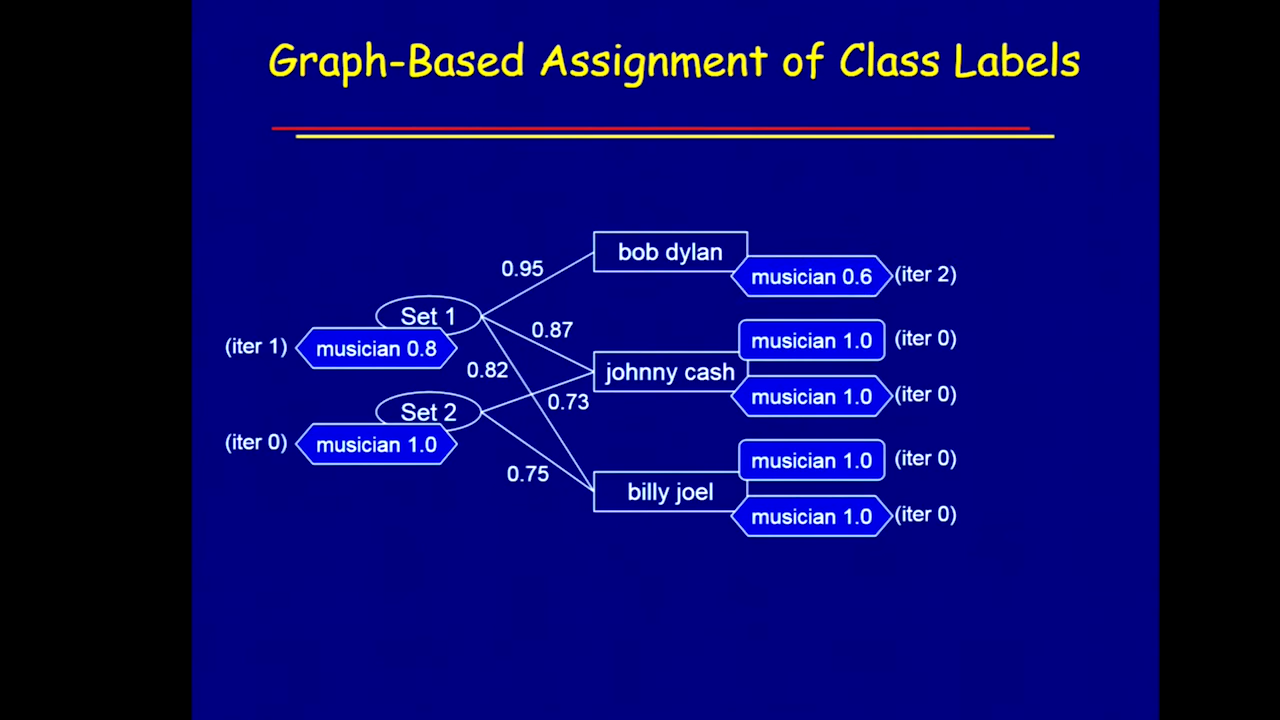 Graph-Based Assignment of Class Labels
bob dylan
0.95
musician 0.6
(iter 2)
Set 1
0.87
musician 1.0
(iter 0)
(iter 1)
musician 0.8
0.82
johnny cash
musician 1.0
(iter 0)
Set 2
0.73
(iter 0)
musician 1.0
musician 1.0
(iter 0)
0.75
billy joel
musician 1.0
(iter 0)